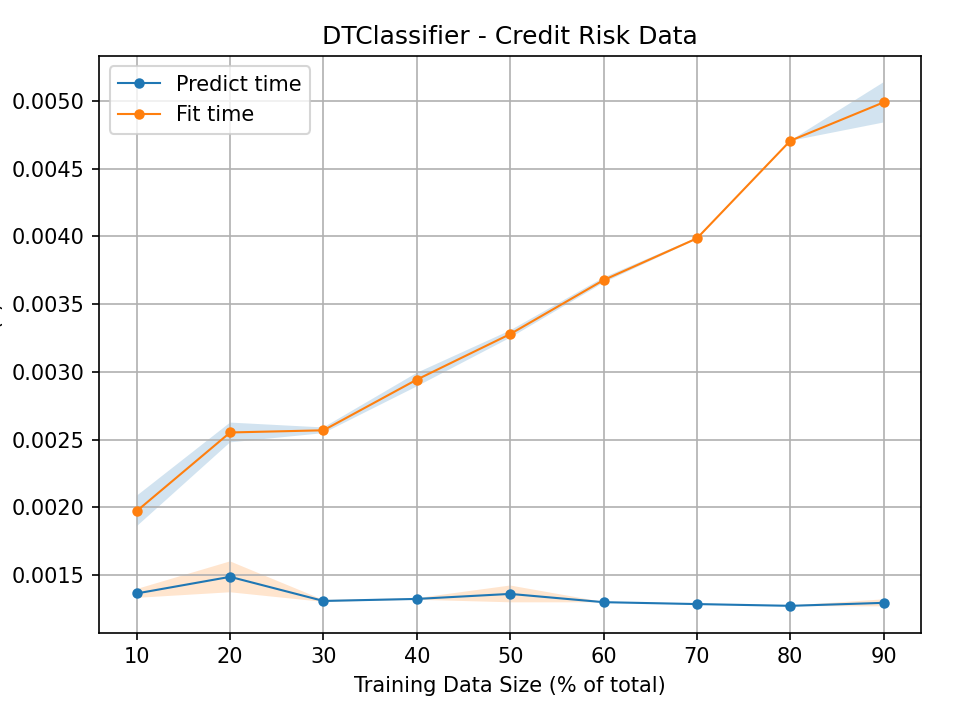 DTClassifier - Credit Risk Data
Predict time
Fit time
0.0050
0.0045
0.0040
0.0035
0.0030
0.0025
0.0020
0.0015
10 20 30 40 50 60 70 80 90
Training Data Size (% of total)